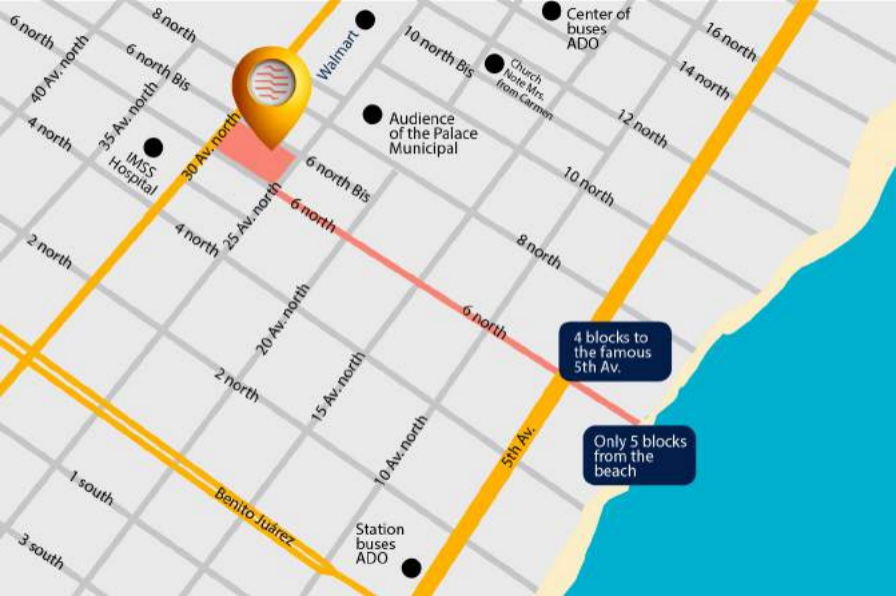 8 north
16 north
Center of
buses
ADO
6 north
40 Av. north
6 north Bis
Walmart
10 north Bis
Church
Note Mrs.
from Carmen
14 north
35 Av. north
4 north
30 Av. north
Audience
of the Palace
Municipal
12 north
IMSS
Hospital
6 north Bis
10 north
25 Av. north
6 north
4 north
2 north
8 north
20 Av. north
6 north
4 blocks to
the famous
5th Av.
2 north
15 Av. north
10 Av. north
5th Av.
Only 5 blocks
from the
beach
1 south
Benito Juárez
3 south
Station
buses
ADO